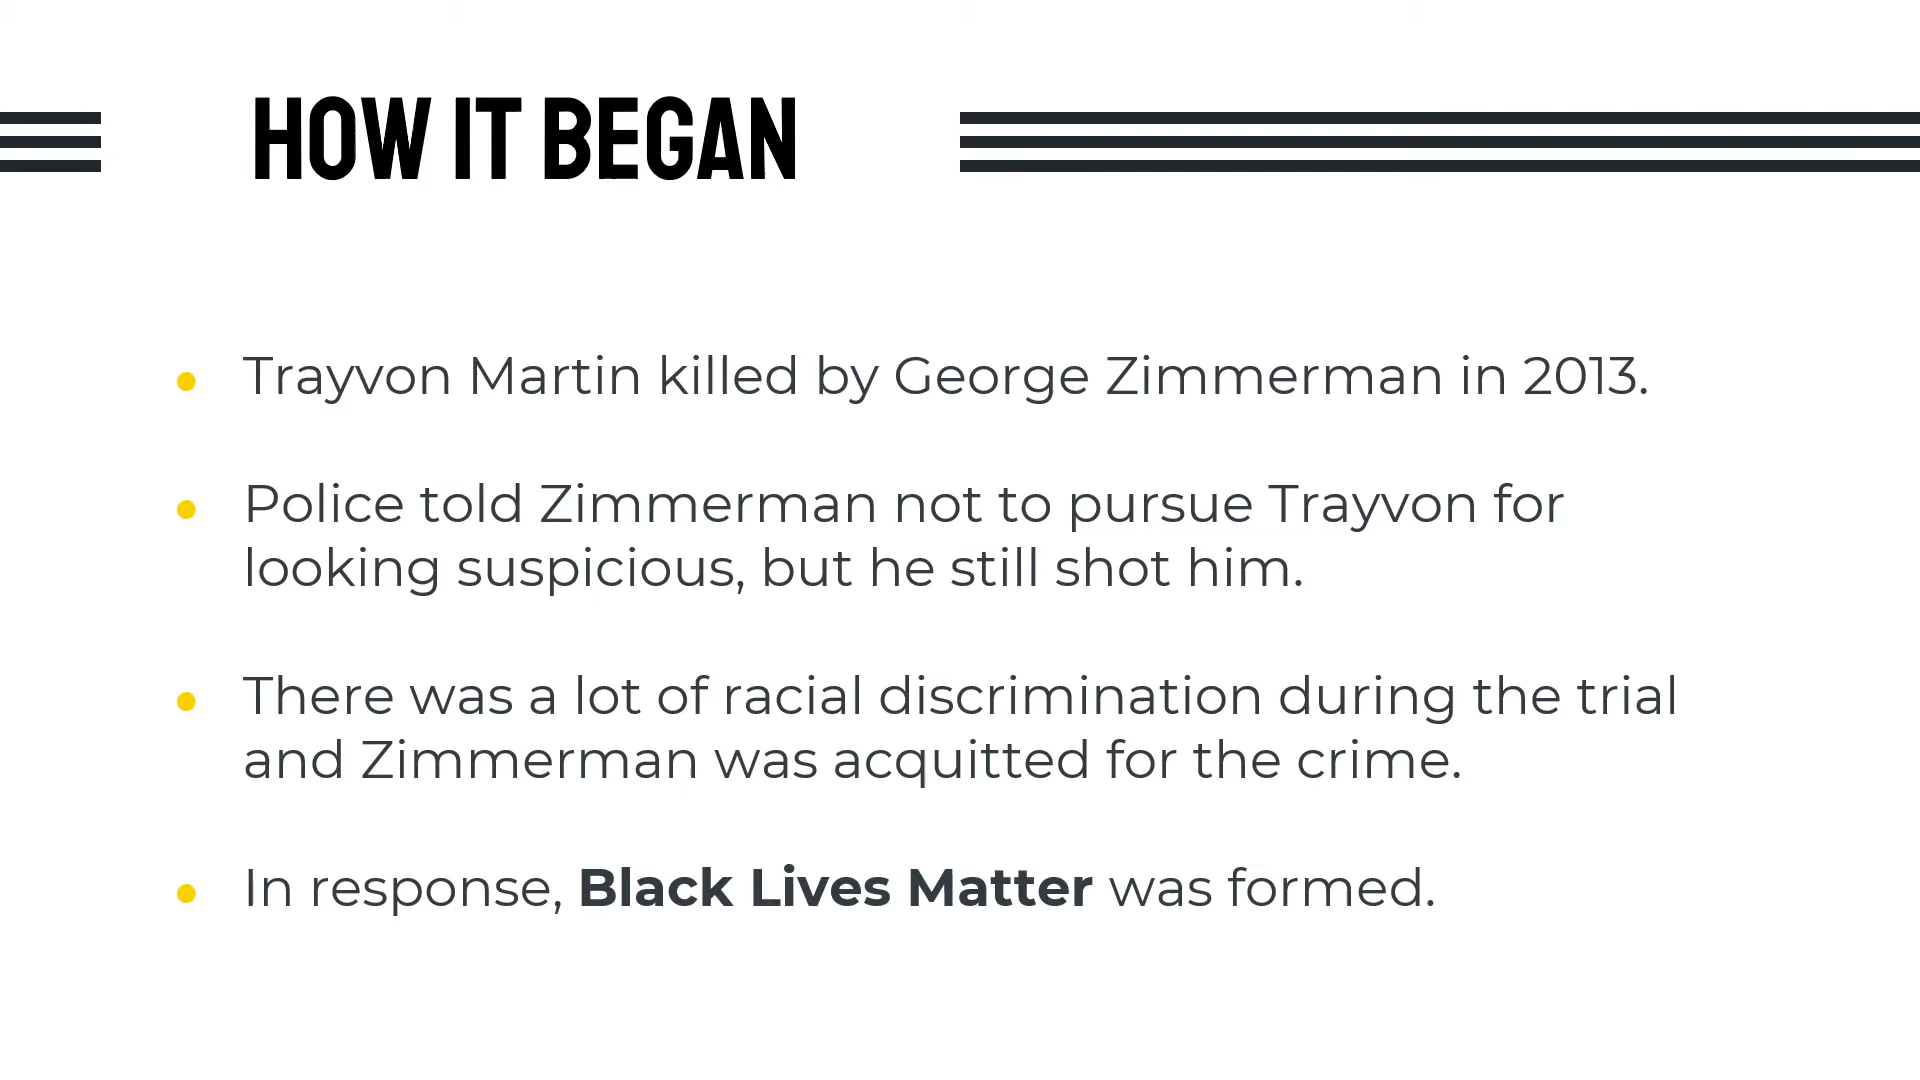 HOW IT BEGAN
Trayvon Martin killed by George Zimmerman in 2013.
Police told Zimmerman not to pursue Trayvon for
looking suspicious, but he still shot him.
There was a lot of racial discrimination during the trial
and Zimmerman was acquitted for the crime.
In response, Black Lives Matter was formed.